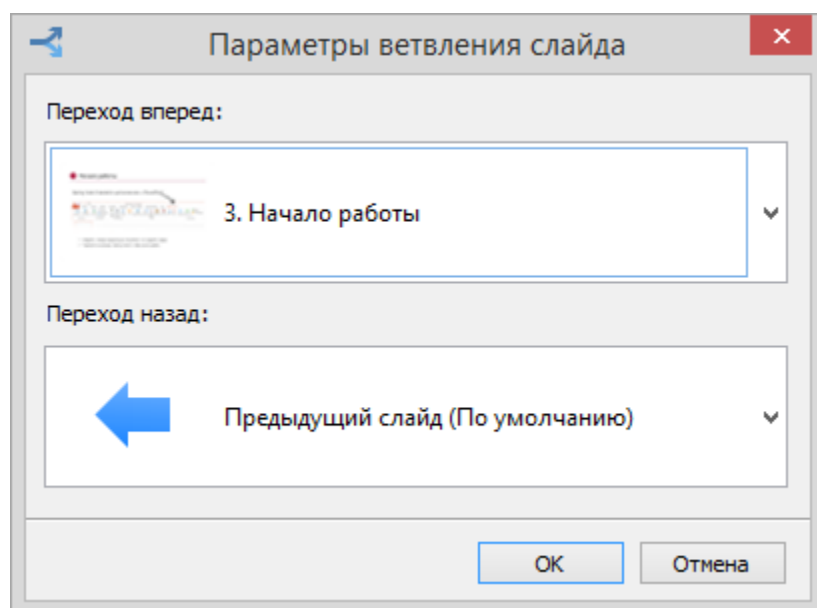 Параметры ветвления слайда
Переход вперед:
3. Начало работы
Переход назад:
Предыдущий слайд (По умолчанию)
OK
Отмена